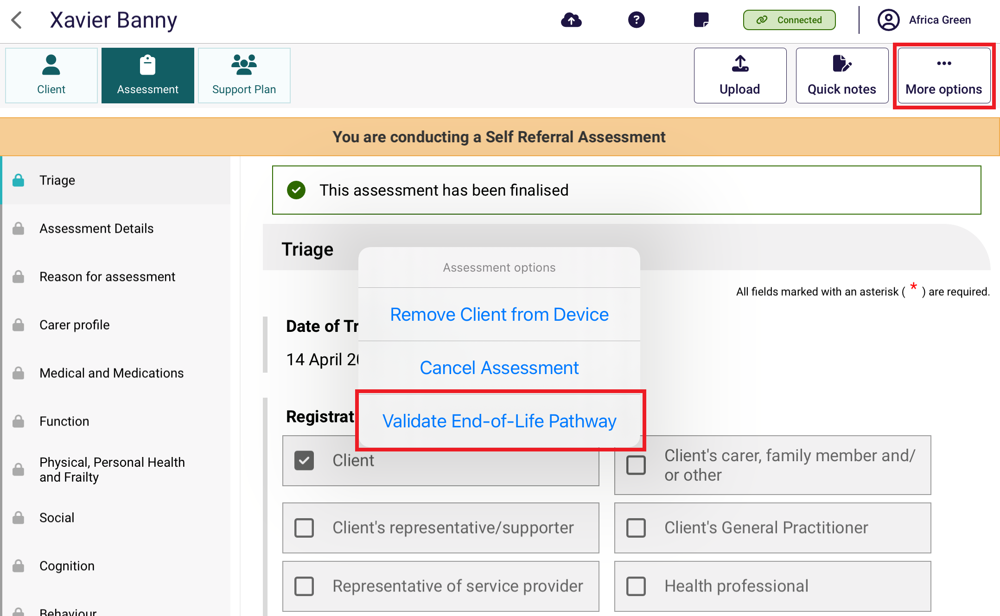 Xavier Banny
?
Connected
Africa Green
Client
Assessment
Support Plan
Upload
Quick notes
More options
You are conducting a Self Referral Assessment
Triage
Assessment Details
Reason for assessment
Carer profile
Medical and Medications
Function
Physical, Personal Health
and Frailty
Social
Cognition
Behaviour
This assessment has been finalised
Triage
All fields marked with an asterisk ( * ) are required.
Assessment options
Remove Client from Device
Cancel Assessment
Validate End-of-Life Pathway
Date of Tr
14 April 20
Registrat
Client
Client's carer, family member and/
or other
Client's representative/supporter
Client's General Practitioner
Representative of service provider
Health professional